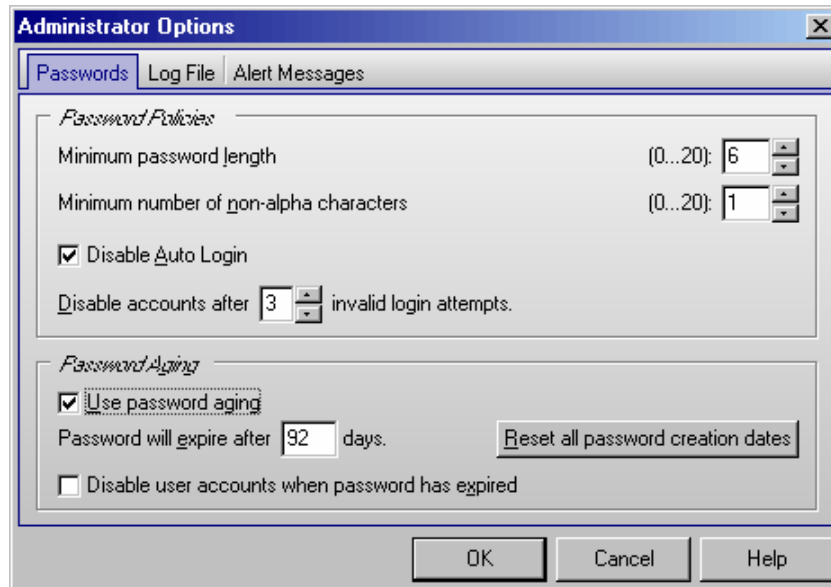 Administrator Options
Passwords Log File Alert Messages
Password Policies
Minimum password length (0...20): 6
Minimum number of non-alpha characters (0...20): 1
Disable Auto Login
Disable accounts after 3 invalid login attempts.
Password Aging
Use password aging
Password will expire after 92 days. Reset all password creation dates
Disable user accounts when password has expired
OK Cancel Help